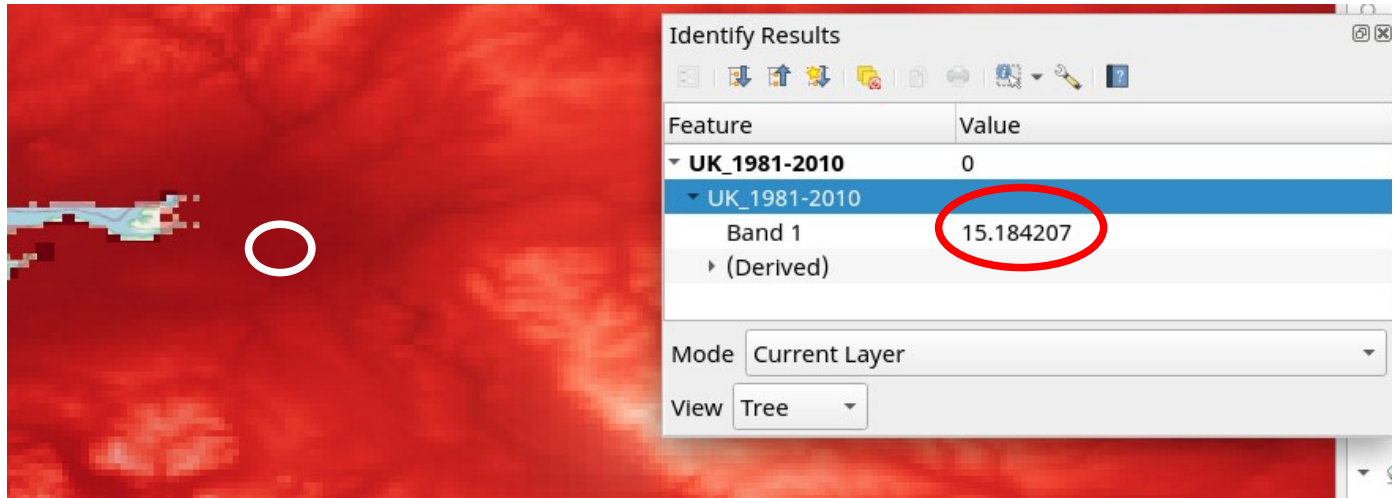 Identify Results
Feature Value
UK_1981-2010 0
UK_1981-2010
Band 1 15.184207
(Derived)
Mode Current Layer
View Tree